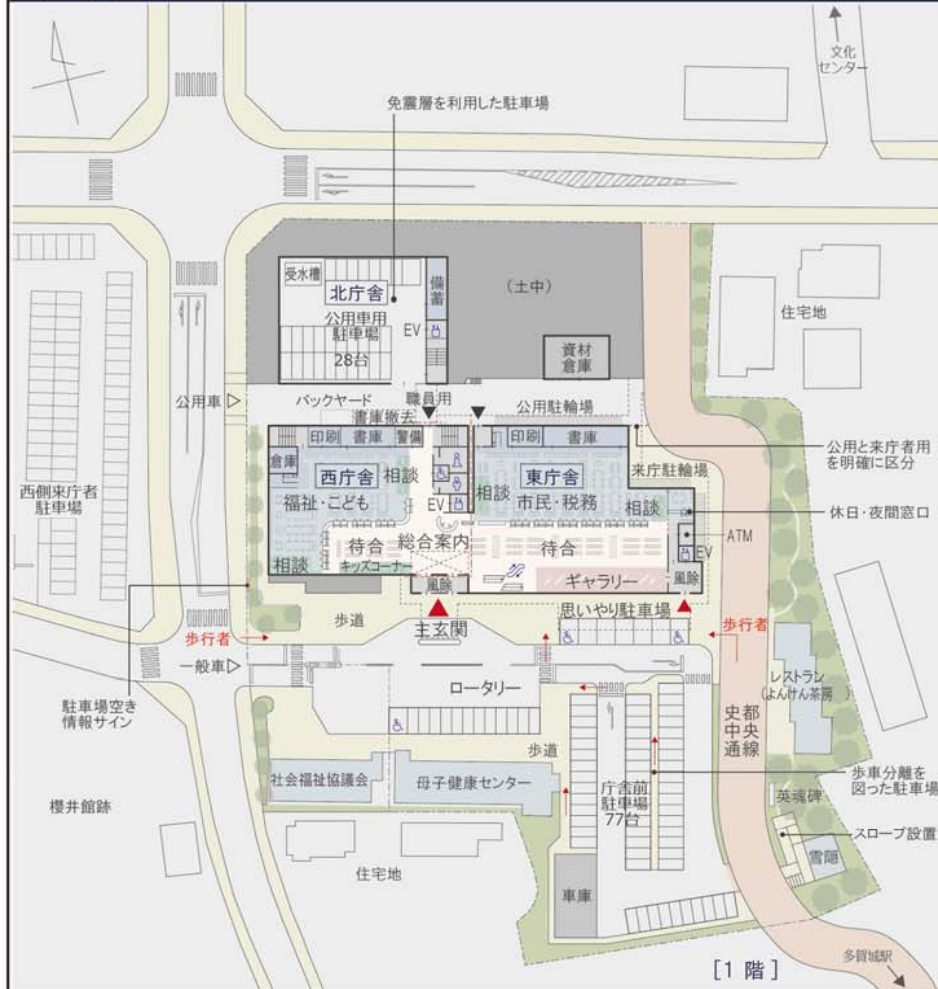 文化
センター
免震層を利用した駐車場
受水槽
北庁舎
備蓄
公用車用
駐車場
28台
EV
(土中)
資材
倉庫
住宅地
公用車
バックヤード
職員用
公用駐輪場
書庫撤去
印刷
書庫
警備
印刷
書庫
公用と来庁者用
を明確に区分
倉庫
西庁舎
相談
東庁舎
来庁駐輪場
福祉・こども
相談
市民・税務
相談
休日・夜間窓口
西側来庁者
駐車場
EV
ATM
待合
総合案内
待合
EV
相談
キッズコーナー
風除
ギャラリー
風除
歩道
思いやり駐車場
歩行者
主玄関
歩行者
一般車
ロータリー
レストラン
(よんけん茶房)
駐車場空き
情報サイン
史都
中央
通線
歩道
社会福祉協議会
母子健康センター
庁舎前
駐車場
77台
歩車分離を
図った駐車場
英魂碑
櫻井館跡
スロープ設置
雪隠
住宅地
車庫
多賀城駅
[1 階]